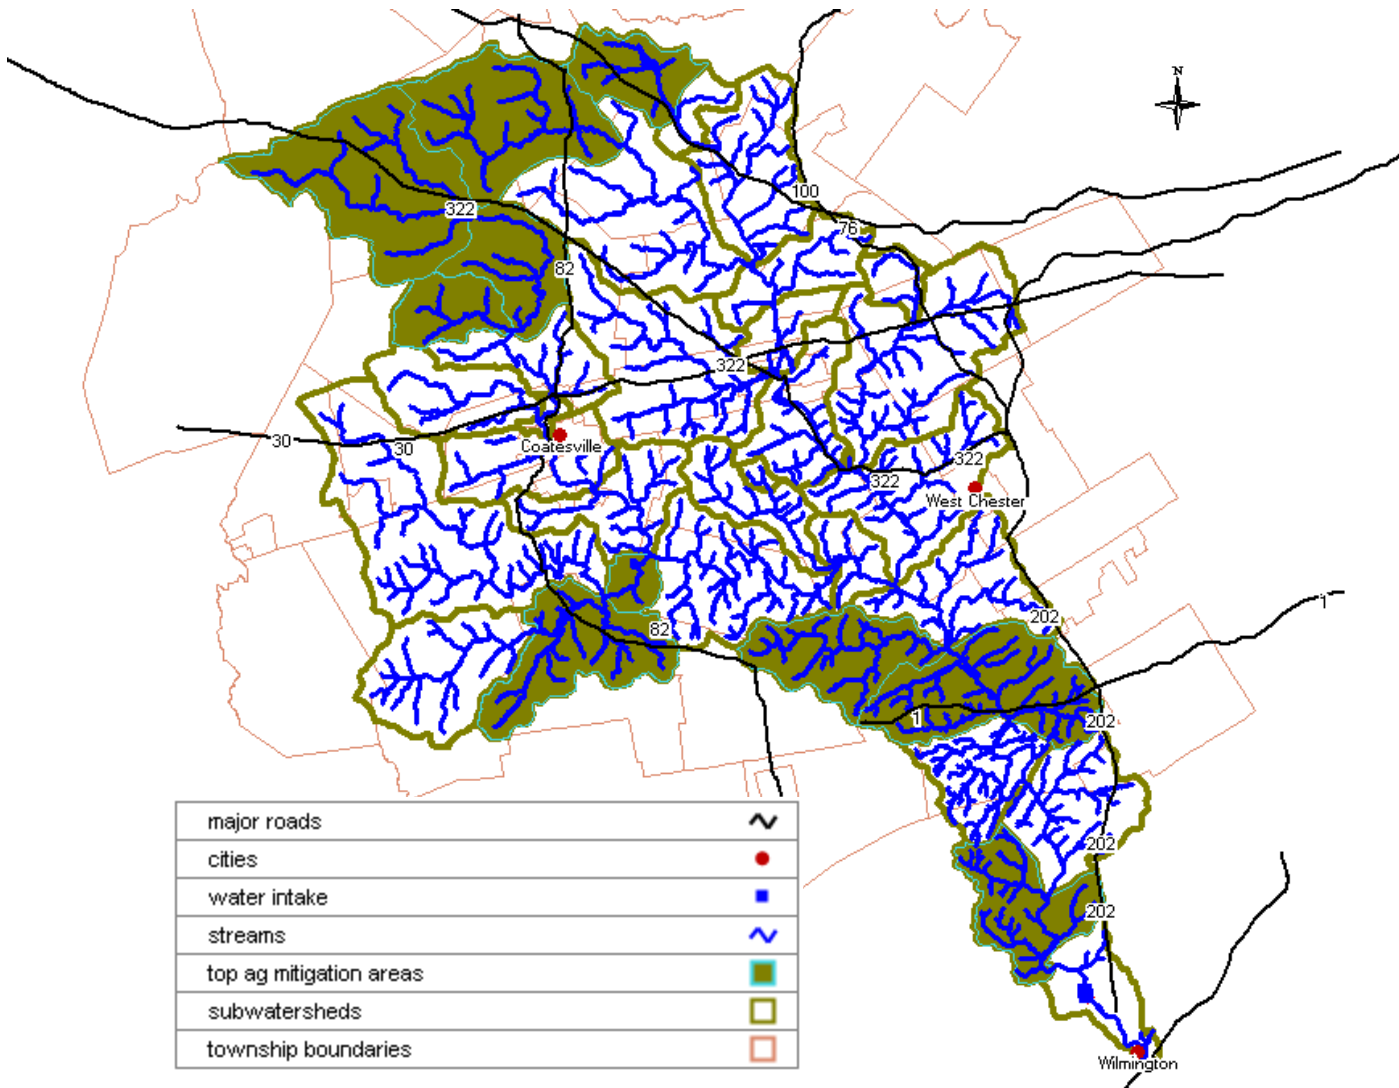 N
100
322
76
82
322
30
30
Coatesville
322
322
West Chester
202
82
1
1
202
202
202
major roads
cities
water intake
streams
top ag mitigation areas
subwatersheds
township boundaries
Wilmington